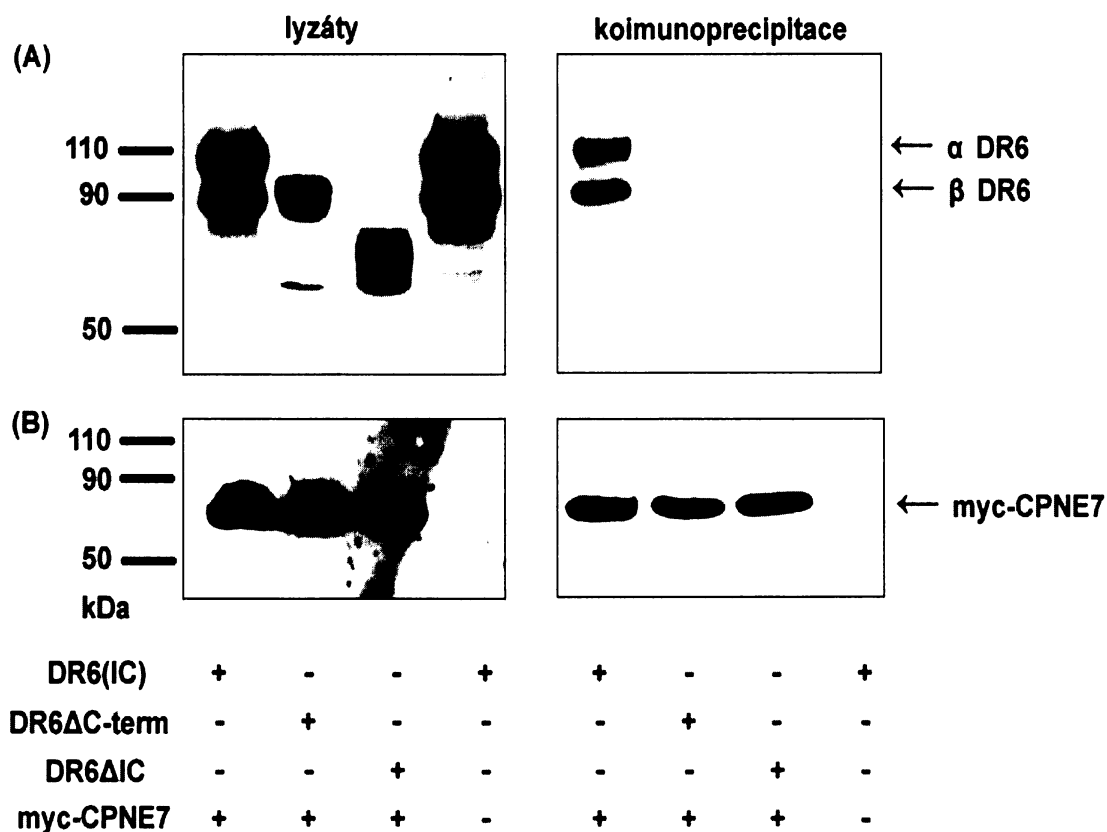 lyzáty koimunoprecipitace
(A)
110
90
50
← α DR6
← β DR6
(B)
110
90
50
kDa
← myc-CPNE7
DR6(IC) + - - + + - - +
DR6ΔC-term - + - - - + - -
DR6ΔIC - - + - - - + -
myc-CPNE7 + + + - + + + -